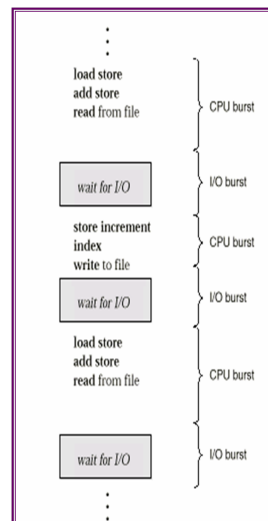 load store
add store
read from file
CPU burst
wait for I/O
I/O burst
store increment
index
write to file
CPU burst
wait for I/O
I/O burst
load store
add store
read from file
CPU burst
wait for I/O
I/O burst